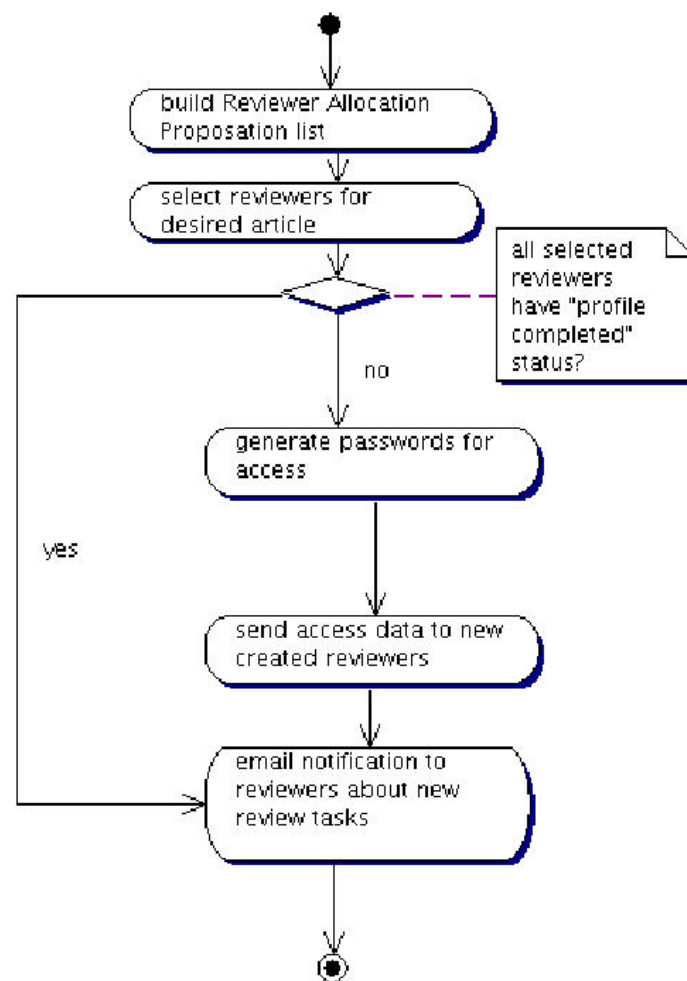 build Reviewer Allocation
Proposation list
select reviewers for
desired article
all selected
reviewers
have "profile
completed"
status?
no
generate passwords for
access
yes
send access data to new
created reviewers
email notification to
reviewers about new
review tasks